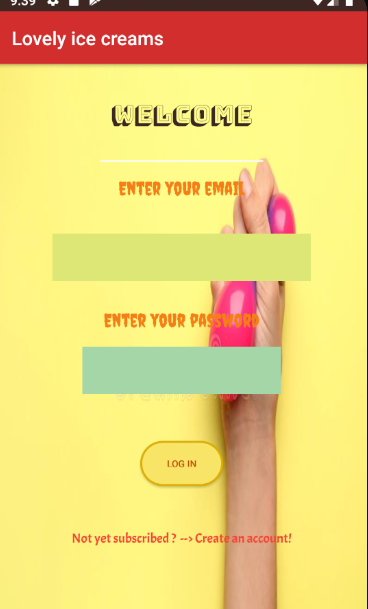 9:39
Lovely ice creams
WELCOME
ENTER YOUR EMAIL
ENTER YOUR PASSWORD
LOG IN
Not yet subscribed ? --> Create an account!